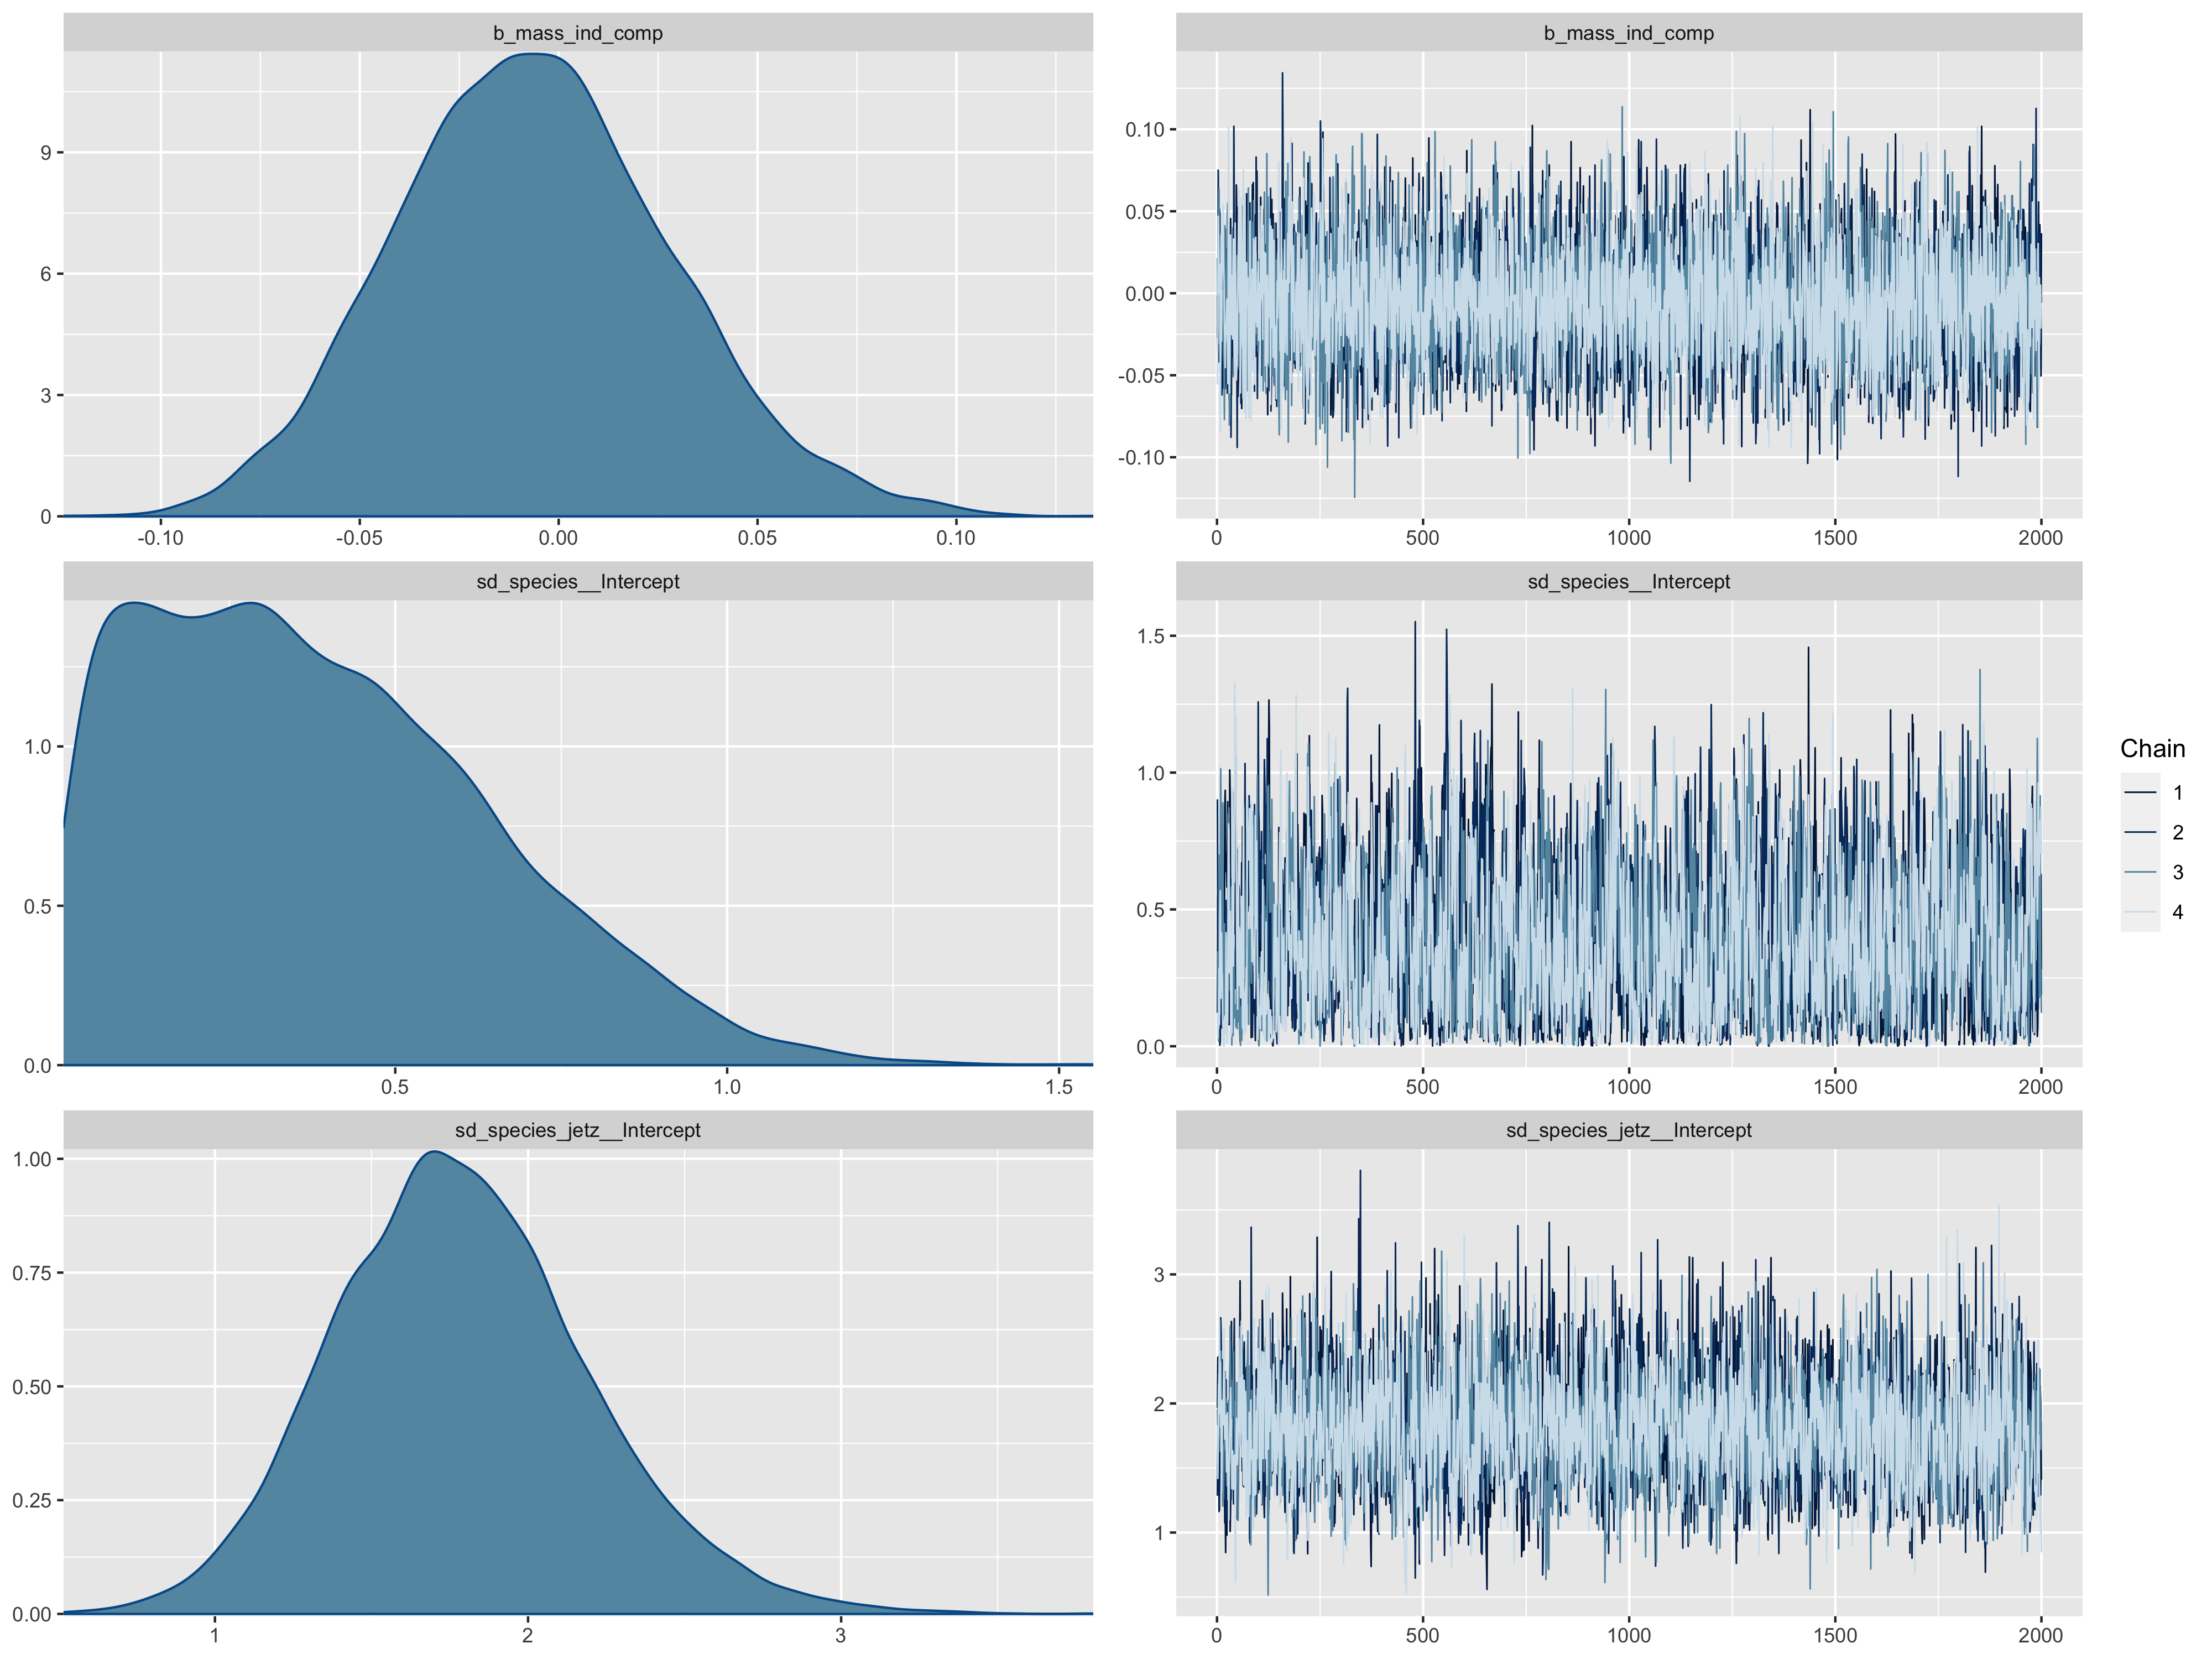 b_mass_ind_comp
9
6
3
0
-0.10 -0.05 0.00 0.05 0.10
b_mass_ind_comp
0.10
0.05
0.00
-0.05
-0.10
0 500 1000 1500 2000
sd_species__Intercept
1.0
0.5
0.0
0.5 1.0 1.5
sd_species__Intercept
1.5
1.0
0.5
0.0
0 500 1000 1500 2000
Chain
1
2
3
4
sd_species_jetz__Intercept
1.00
0.75
0.50
0.25
0.00
1 2 3
sd_species_jetz__Intercept
3
2
1
0 500 1000 1500 2000